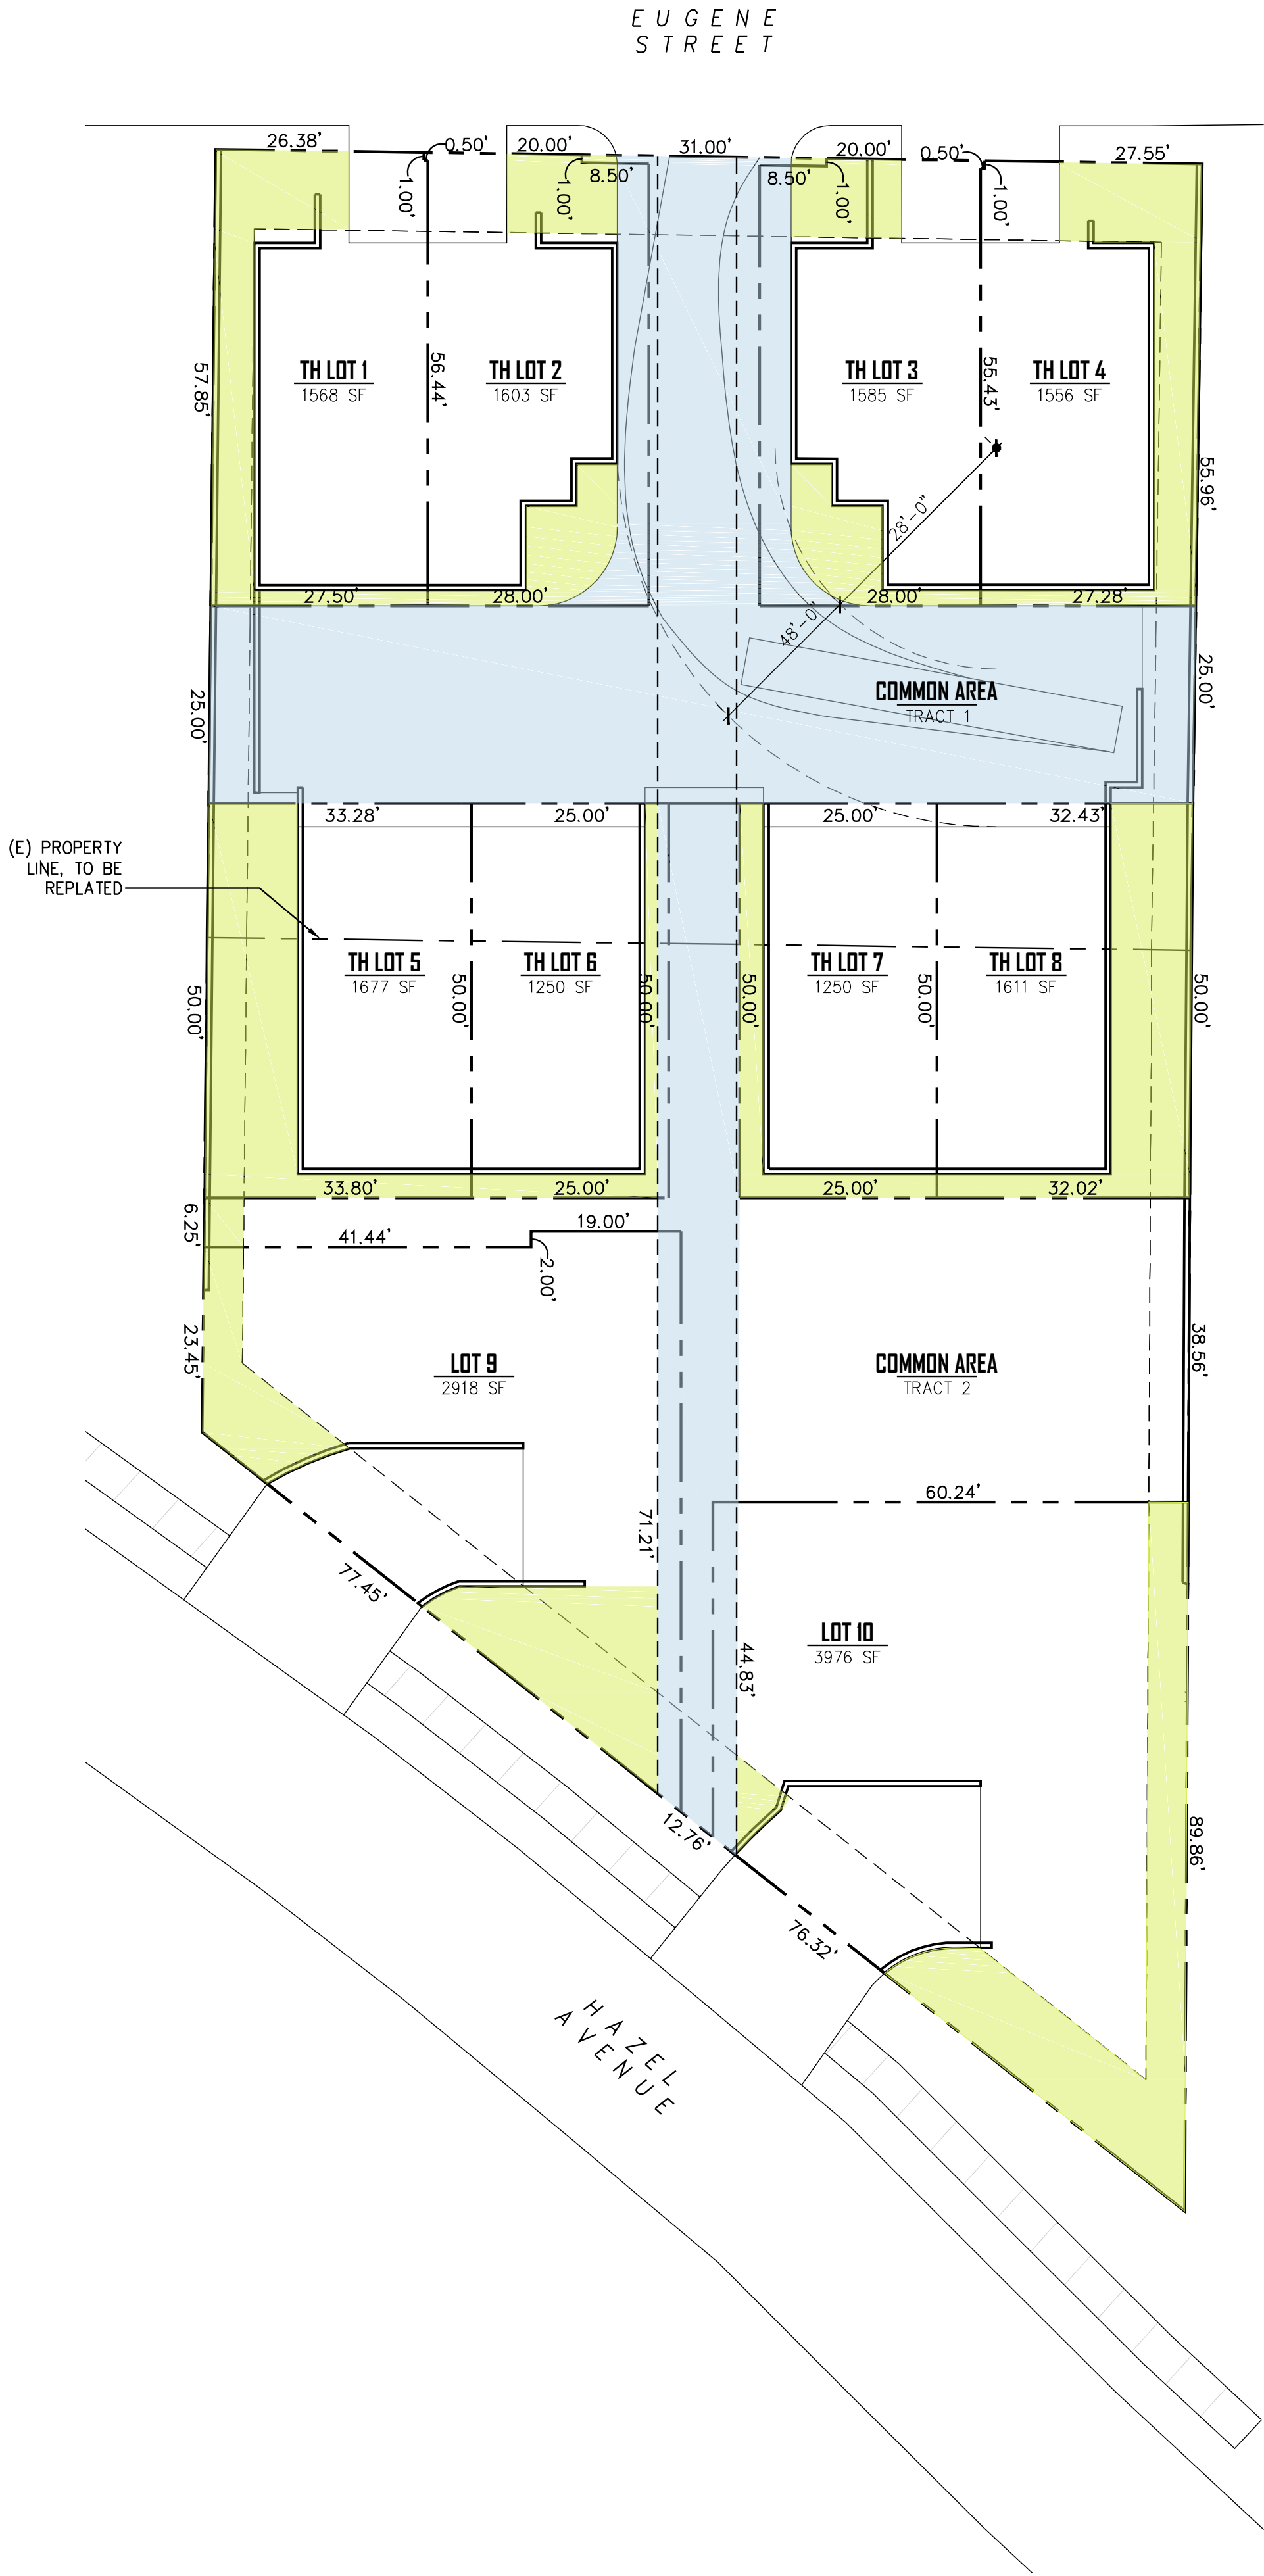 EUGENE
STREET
26.38'
0.50'
20.00'
31.00'
20.00'
0.50'
27.55'
1.00'
1.00'
8.50'
8.50'
1.00'
1.00'
57.85'
TH LOT 1
1568 SF
56.44'
TH LOT 2
1603 SF
TH LOT 3
1585 SF
55.43'
TH LOT 4
1556 SF
55.96'
28'-0"
27.50'
28.00'
28.00'
27.28'
48'-0"
25.00'
COMMON AREA
TRACT 1
25.00'
33.28'
25.00'
25.00'
32.43'
(E) PROPERTY
LINE, TO BE
REPLATED
50.00'
TH LOT 5
1677 SF
50.00'
TH LOT 6
1250 SF
50.00'
50.00'
TH LOT 7
1250 SF
50.00'
TH LOT 8
1611 SF
50.00'
33.80'
25.00'
25.00'
32.02'
6.25'
41.44'
19.00'
2.00'
23.45'
LOT 9
2918 SF
COMMON AREA
TRACT 2
38.56'
60.24'
77.45'
71.21'
44.83'
LOT 10
3976 SF
12.76'
89.86'
76.32'
HAZEL
AVENUE